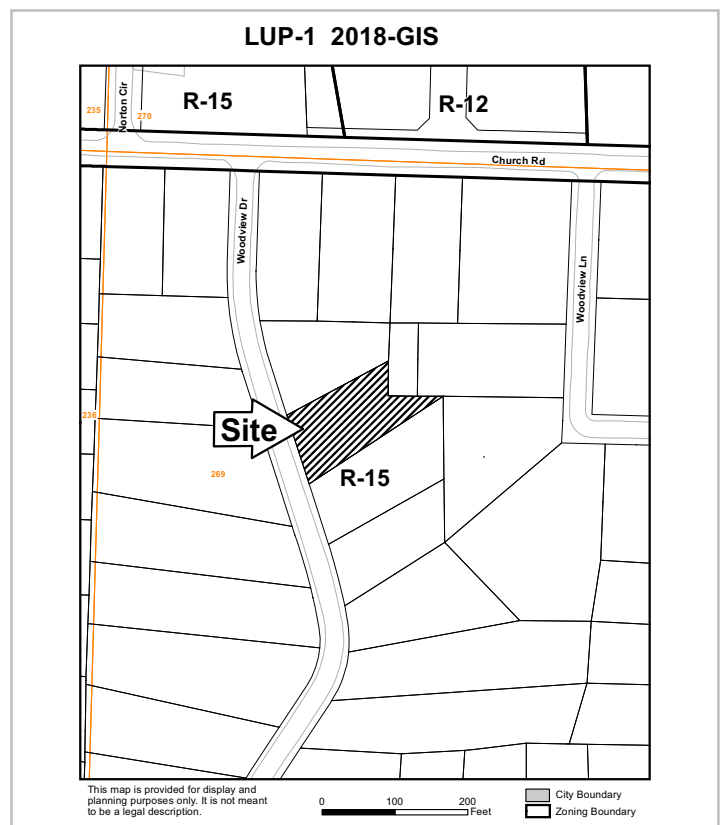 LUP-1 2018-GIS
R-15
R-12
235
270
Norton Cir
Church Rd
Woodview Dr
Woodview Ln
236
Site
269
R-15
This map is provided for display and
planning purposes only. It is not meant
to be a legal description.
0 100 200
Feet
City Boundary
Zoning Boundary